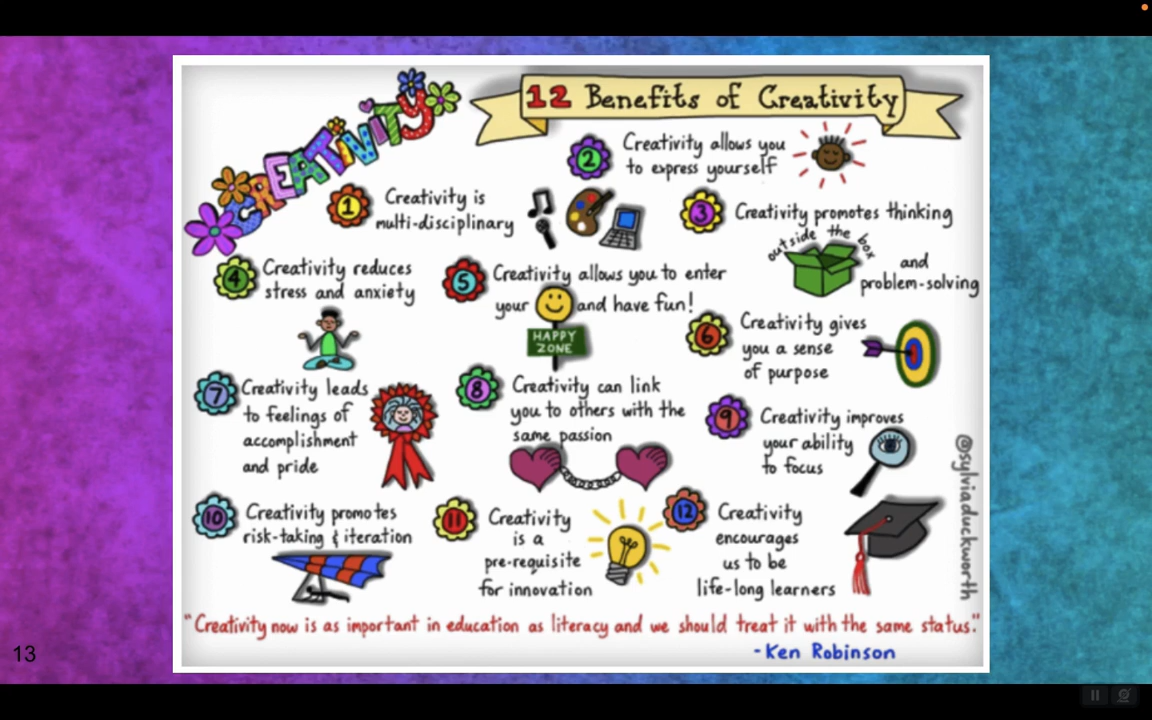 CREATIVITY
12 Benefits of Creativity
1 Creativity is
multi-disciplinary
2 Creativity allows you
to express yourself
3 Creativity promotes thinking
outside the box
and
problem-solving
4 Creativity reduces
stress and anxiety
5 Creativity allows you to enter
your and have fun!
HAPPY
ZONE
6 Creativity gives
you a sense
of purpose
7 Creativity leads
to feelings of
accomplishment
and pride
8 Creativity can link
you to others with the
same passion
9 Creativity improves
your ability
to focus
10 Creativity promotes
risk-taking & iteration
11 Creativity
is a
pre-requisite
for innovation
12 Creativity
encourages
us to be
life-long learners
@sylviaduckworth
"Creativity now is as important in education as literacy and we should treat it with the same status."
-Ken Robinson
13